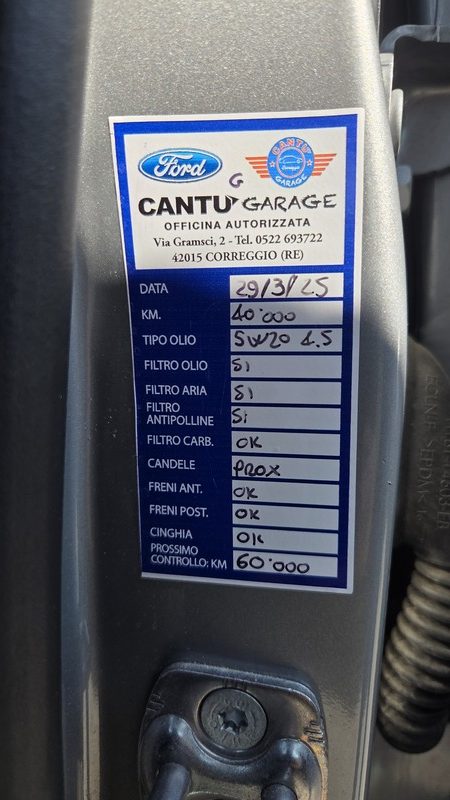 Ford
CANTU'
GARAGE
G
CANTU' GARAGE
OFFICINA AUTORIZZATA
Via Gramsci, 2 - Tel. 0522 693722
42015 CORREGGIO (RE)
DATA 29/3/25
KM. 40'000
TIPO OLIO 5W20 4.5
FILTRO OLIO Si
FILTRO ARIA Si
FILTRO
ANTIPOLLINE Si
FILTRO CARB. OK
CANDELE PROX
FRENI ANT. OK
FRENI POST. OK
CINGHIA OK
PROSSIMO
CONTROLLO: KM 60'000